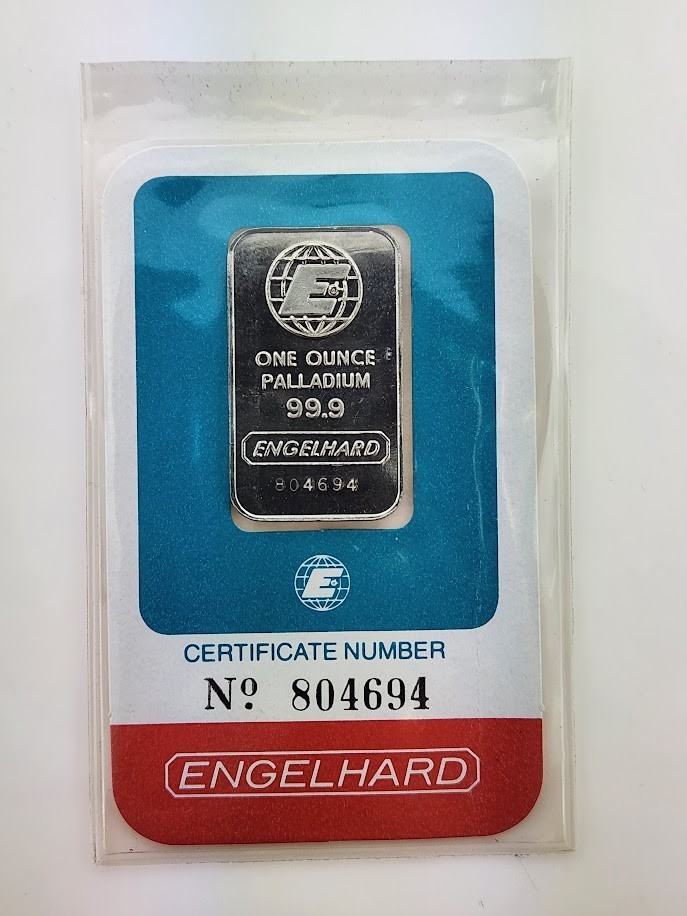 E
ONE OUNCE
PALLADIUM
99.9
ENGELHARD
804694
E
CERTIFICATE NUMBER
Nº 804694
ENGELHARD